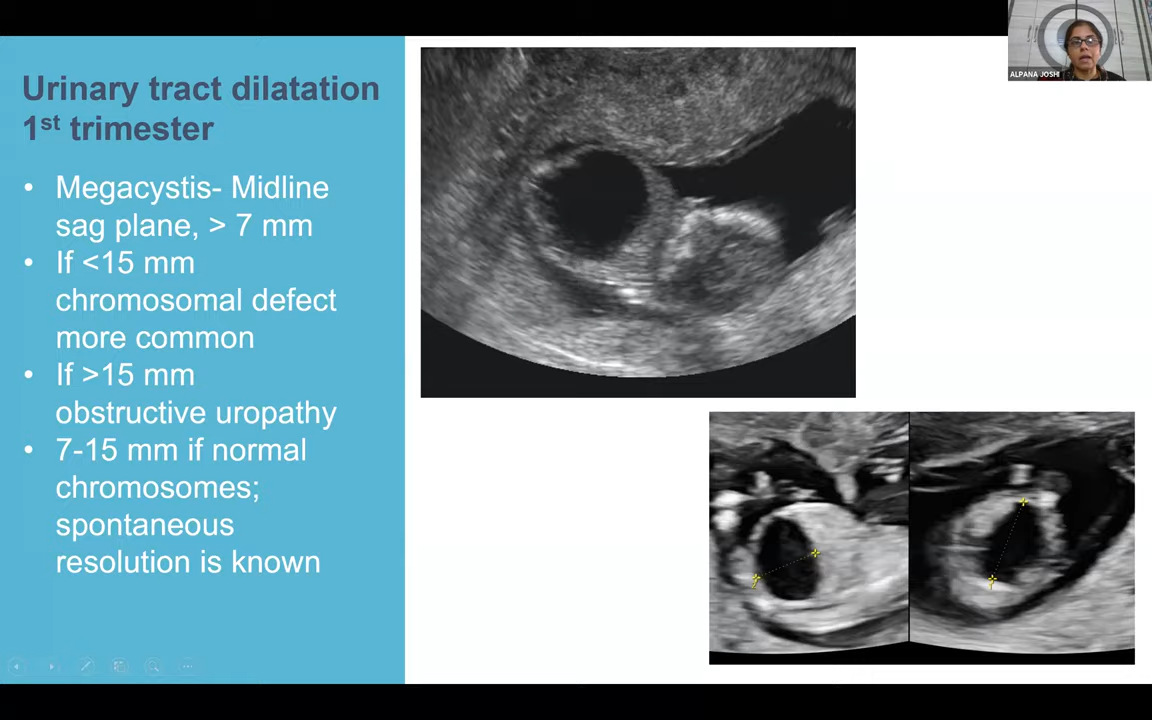 Urinary tract dilatation
1st trimester
• Megacystis- Midline
sag plane, > 7 mm
• If <15 mm
chromosomal defect
more common
• If >15 mm
obstructive uropathy
• 7-15 mm if normal
chromosomes;
spontaneous
resolution is known
ALPANA JOSHI